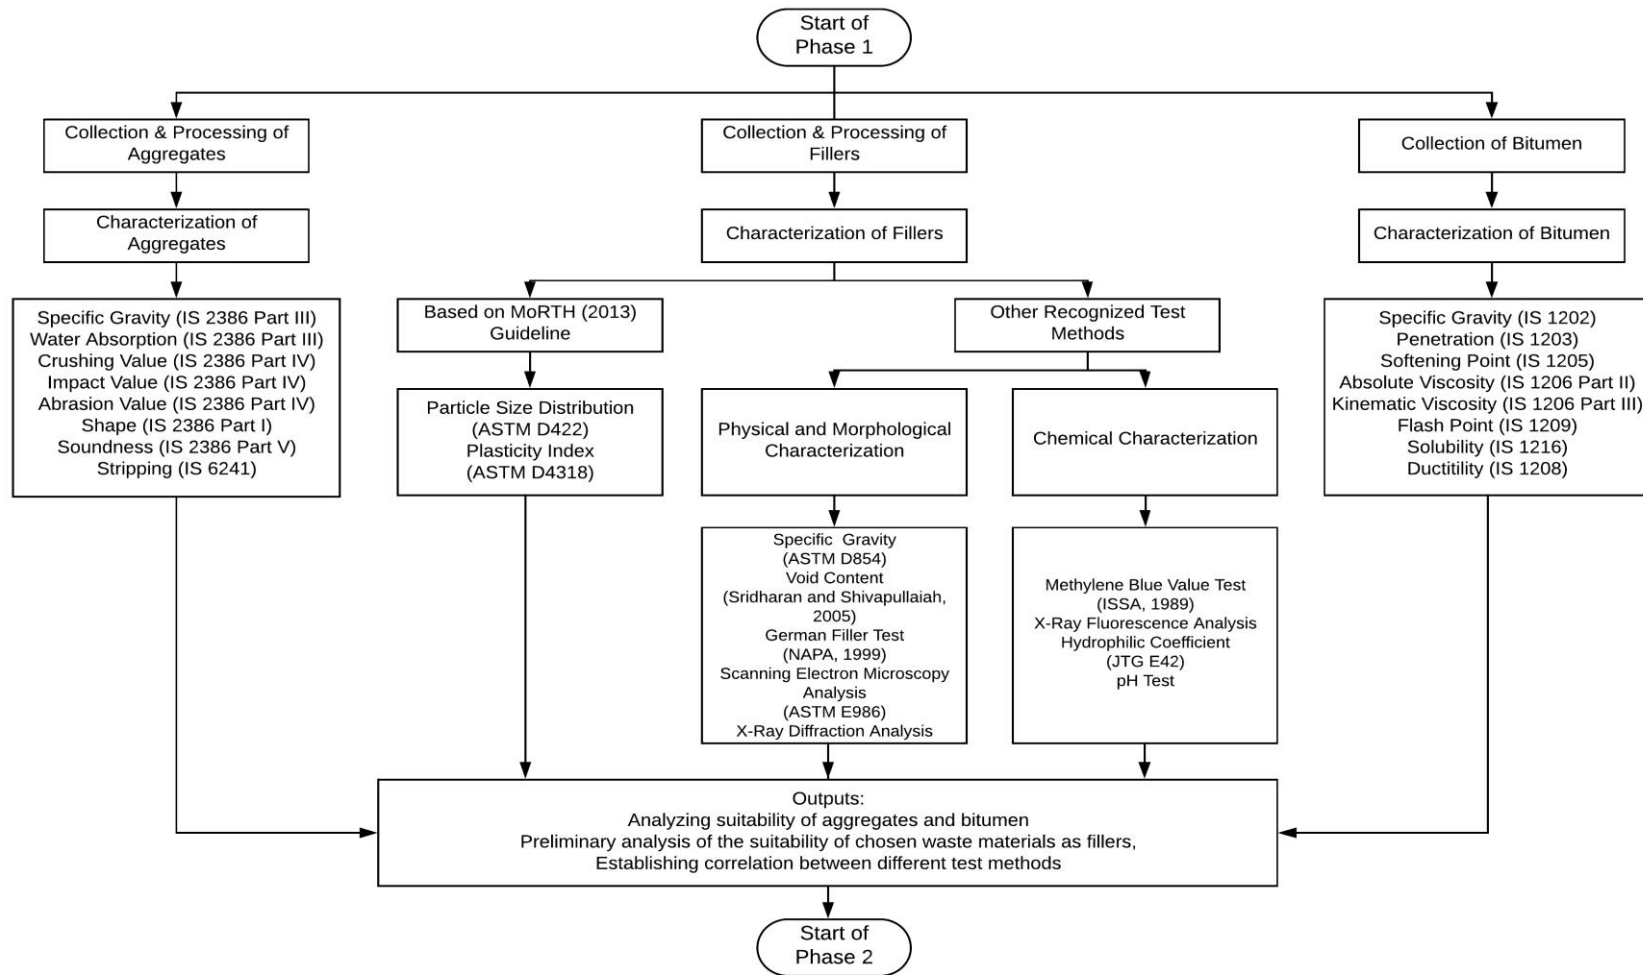 Start of
Phase 1
Collection & Processing of
Aggregates
Collection & Processing of
Fillers
Collection of Bitumen
Characterization of
Aggregates
Characterization of Fillers
Characterization of Bitumen
Specific Gravity (IS 2386 Part III)
Water Absorption (IS 2386 Part III)
Crushing Value (IS 2386 Part IV)
Impact Value (IS 2386 Part IV)
Abrasion Value (IS 2386 Part IV)
Shape (IS 2386 Part I)
Soundness (IS 2386 Part V)
Stripping (IS 6241)
Based on MoRTH (2013)
Guideline
Other Recognized Test
Methods
Specific Gravity (IS 1202)
Penetration (IS 1203)
Softening Point (IS 1205)
Absolute Viscosity (IS 1206 Part II)
Kinematic Viscosity (IS 1206 Part III)
Flash Point (IS 1209)
Solubility (IS 1216)
Ductitility (IS 1208)
Particle Size Distribution
(ASTM D422)
Plasticity Index
(ASTM D4318)
Physical and Morphological
Characterization
Chemical Characterization
Specific Gravity
(ASTM D854)
Void Content
(Sridharan and Shivapullaiah,
2005)
German Filler Test
(NAPA, 1999)
Scanning Electron Microscopy
Analysis
(ASTM E986)
X-Ray Diffraction Analysis
Methylene Blue Value Test
(ISSA, 1989)
X-Ray Fluorescence Analysis
Hydrophilic Coefficient
(JTG E42)
pH Test
Outputs:
Analyzing suitability of aggregates and bitumen
Preliminary analysis of the suitability of chosen waste materials as fillers,
Establishing correlation between different test methods
Start of
Phase 2